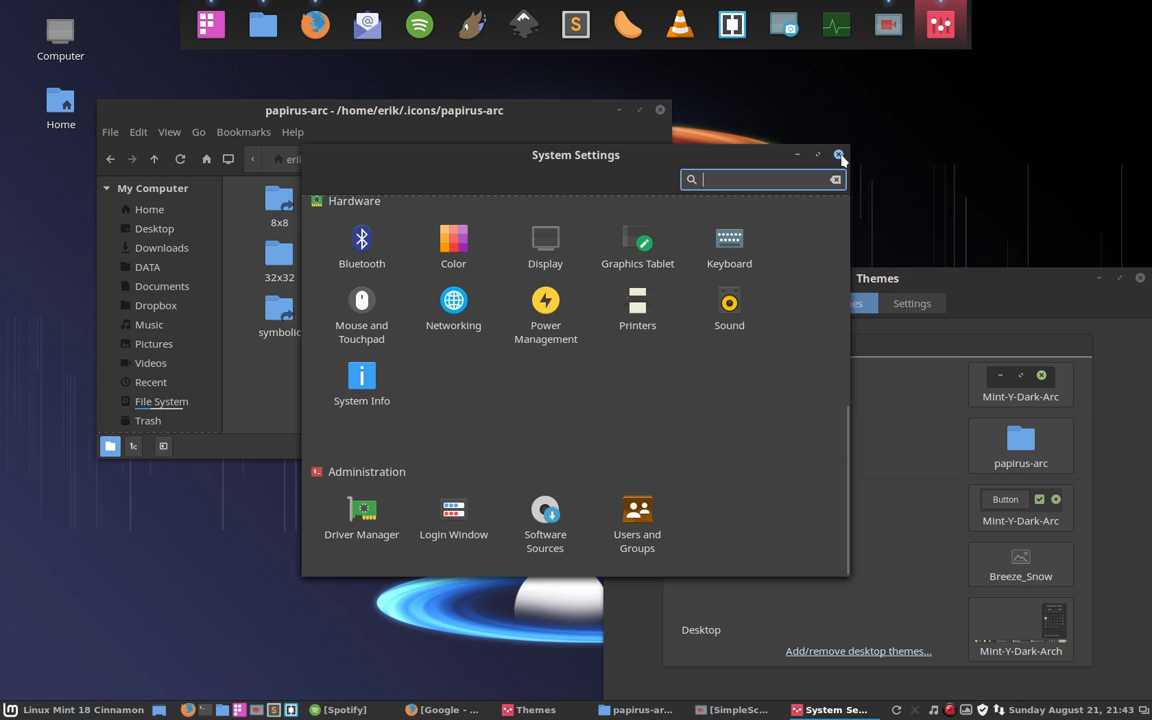 Computer
Home
papirus-arc - /home/erik/.icons/papirus-arc
File Edit View Go Bookmarks Help
My Computer
Home
Desktop
Downloads
DATA
Documents
Dropbox
Music
Pictures
Videos
Recent
File System
Trash
8x8
32x32
symbolic
System Settings
Hardware
Bluetooth Color Display Graphics Tablet Keyboard
Mouse and Touchpad Networking Power Management Printers Sound
System Info
Administration
Driver Manager Login Window Software Sources Users and Groups
Themes
Settings
Mint-Y-Dark-Arc
papirus-arc
Button
Mint-Y-Dark-Arc
Breeze_Snow
Desktop
Mint-Y-Dark-Arch
Add/remove desktop themes...
Linux Mint 18 Cinnamon [Spotify] [Google - ... Themes papirus-ar... [SimpleSc... System Se... Sunday August 21, 21:43